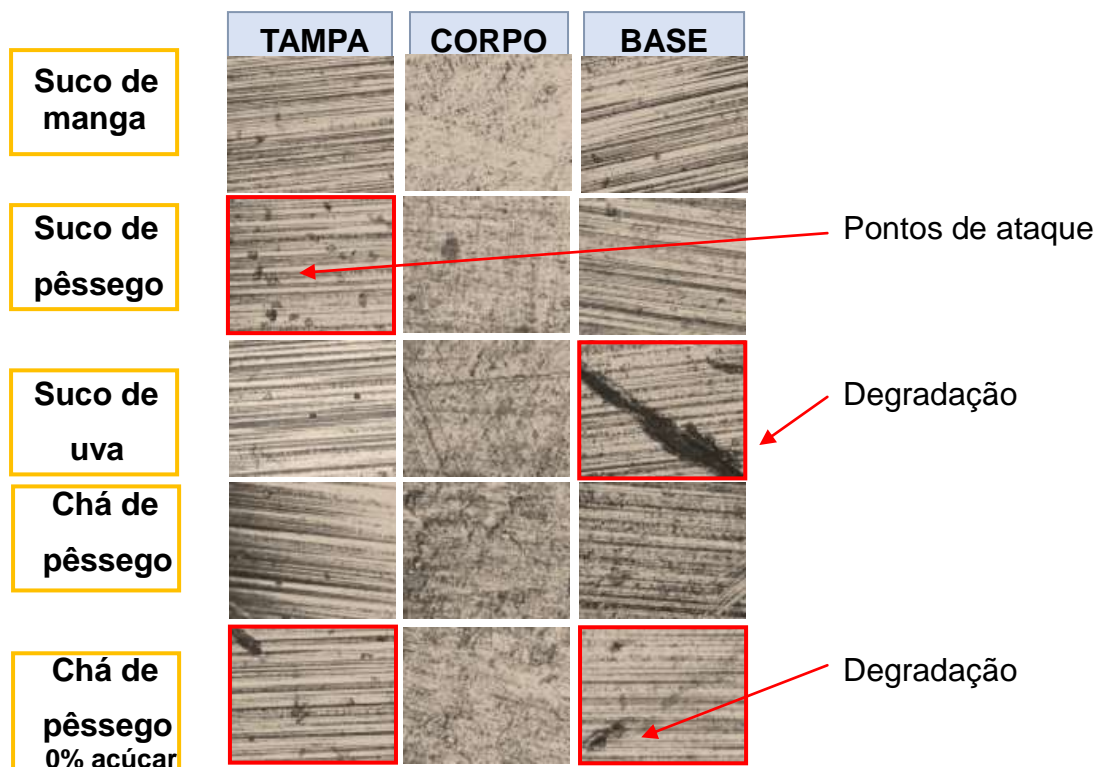 TAMPA CORPO BASE
Suco de
manga
Suco de
pêssego
Pontos de ataque
Suco de
uva
Degradação
Chá de
pêssego
Chá de
pêssego
0% açúcar
Degradação